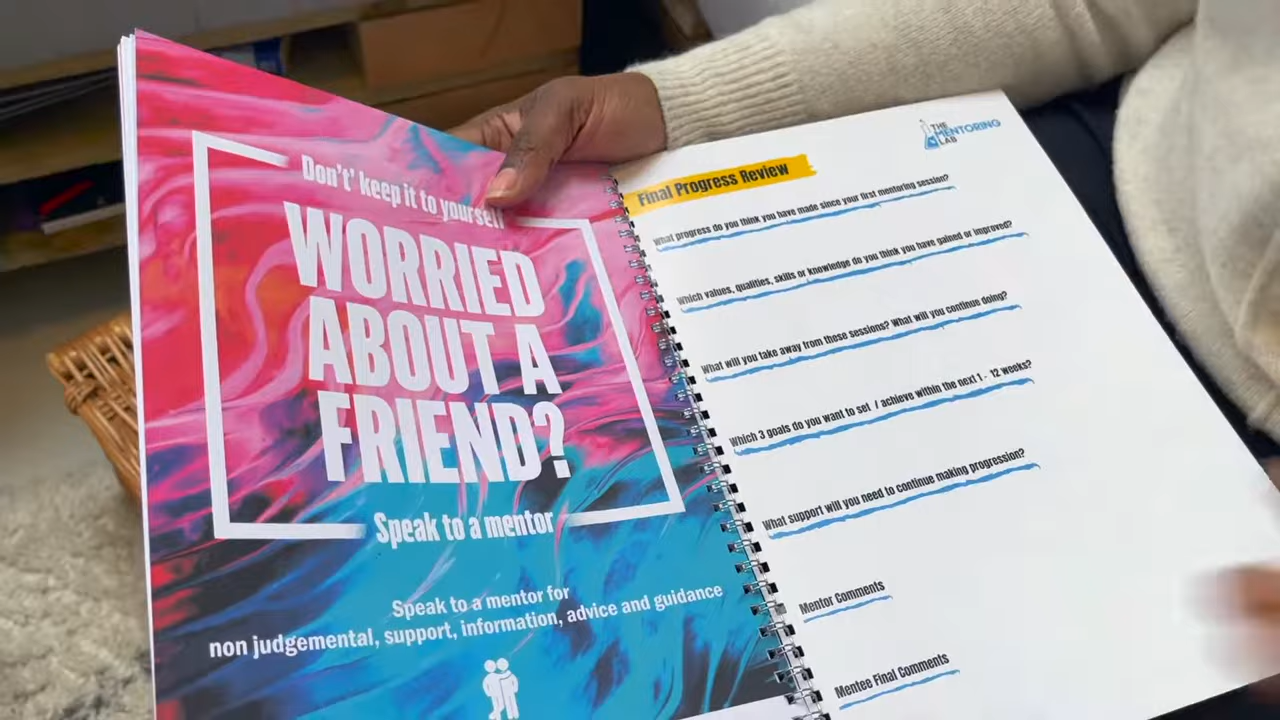 Don't' keep it to yourself
WORRIED
ABOUT A
FRIEND?
Speak to a mentor
Speak to a mentor for
non judgemental, support, information, advice and guidance
THE
MENTORING
LAB
Final Progress Review
What progress do you think you have made since your first mentoring session?
Which values, qualities, skills or knowledge do you think you have gained or improved?
What will you take away from these sessions? What will you continue doing?
Which 3 goals do you want to set / achieve within the next 1 - 12 weeks?
What support will you need to continue making progression?
Mentor Comments
Mentee Final Comments